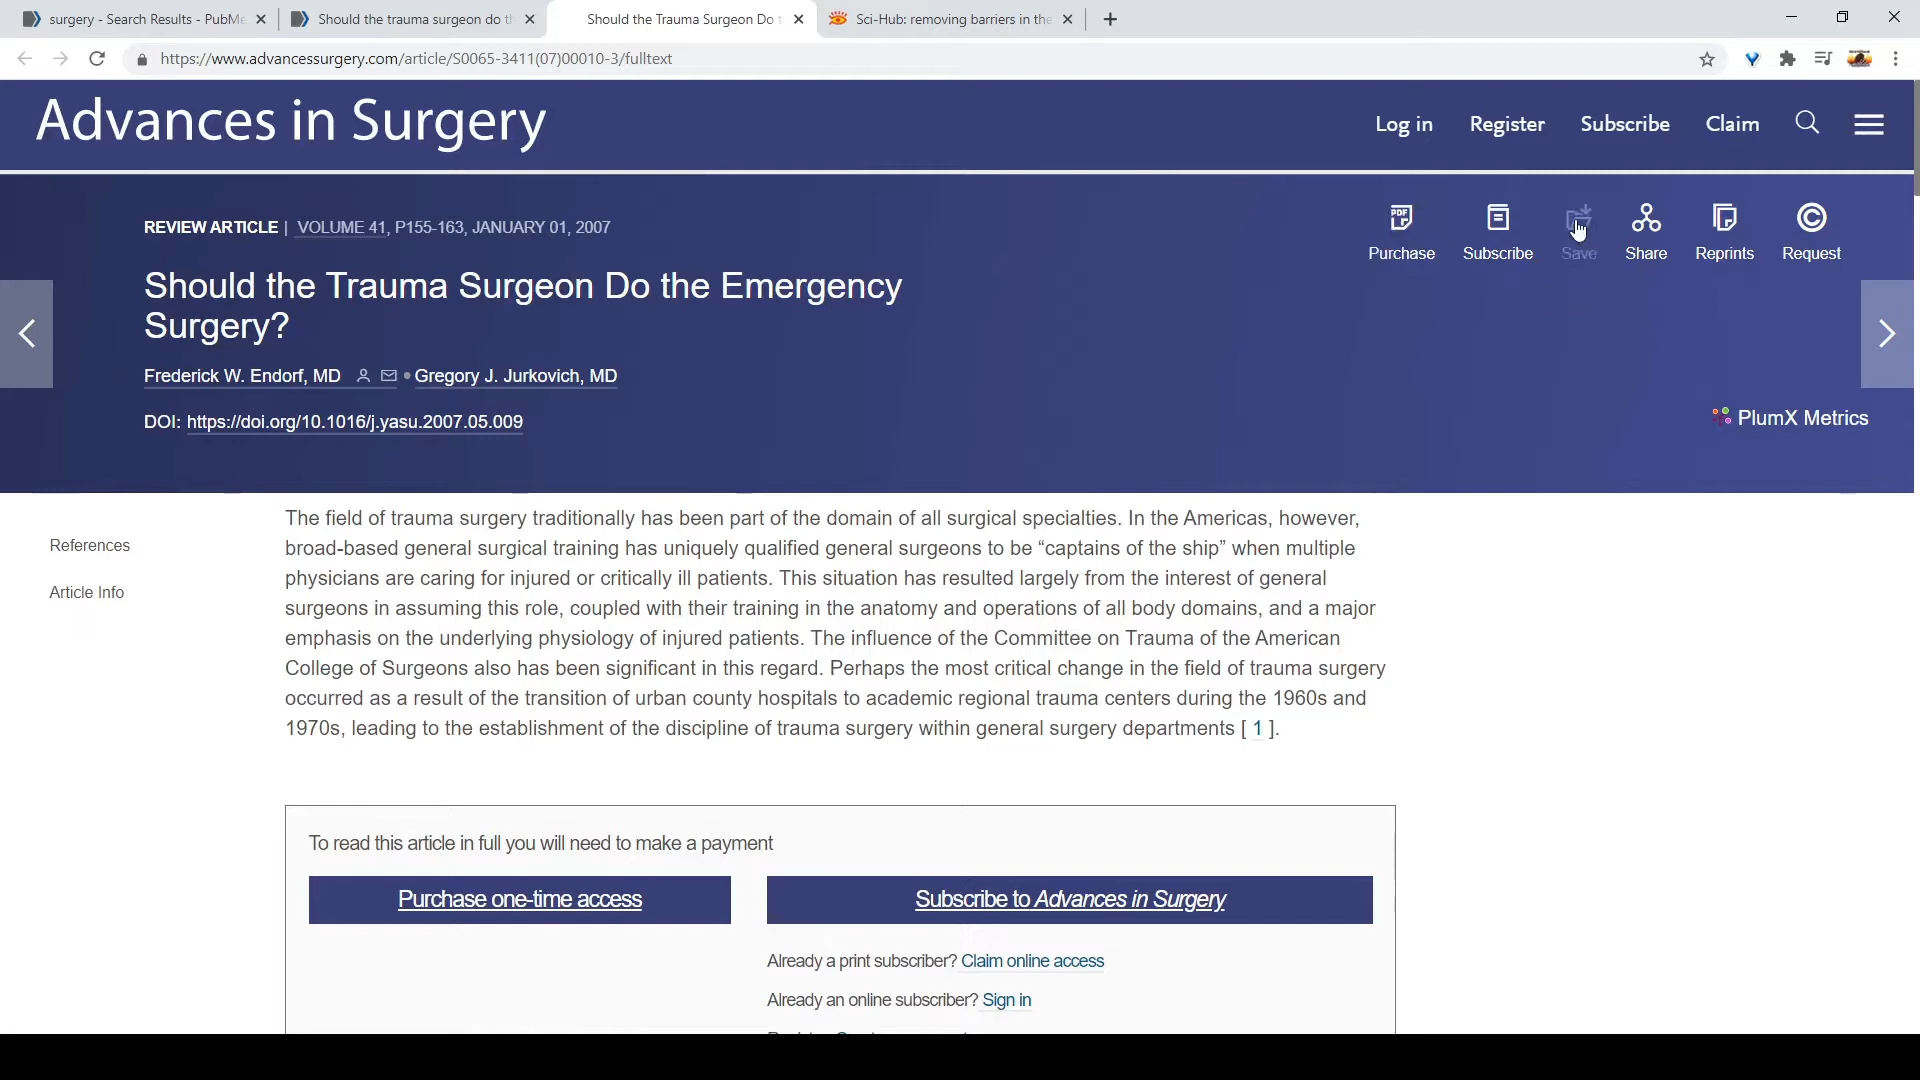 surgery - Search Results - PubMe
Should the trauma surgeon do th
Should the Trauma Surgeon Do t
Sci-Hub: removing barriers in the
https://www.advancessurgery.com/article/S0065-3411(07)00010-3/fulltext
Advances in Surgery
Log in
Register
Subscribe
Claim
REVIEW ARTICLE | VOLUME 41, P155-163, JANUARY 01, 2007
PDF
Purchase
Subscribe
Save
Share
Reprints
Request
Should the Trauma Surgeon Do the Emergency
Surgery?
Frederick W. Endorf, MD • Gregory J. Jurkovich, MD
DOI: https://doi.org/10.1016/j.yasu.2007.05.009
PlumX Metrics
References
Article Info
The field of trauma surgery traditionally has been part of the domain of all surgical specialties. In the Americas, however,
broad-based general surgical training has uniquely qualified general surgeons to be “captains of the ship” when multiple
physicians are caring for injured or critically ill patients. This situation has resulted largely from the interest of general
surgeons in assuming this role, coupled with their training in the anatomy and operations of all body domains, and a major
emphasis on the underlying physiology of injured patients. The influence of the Committee on Trauma of the American
College of Surgeons also has been significant in this regard. Perhaps the most critical change in the field of trauma surgery
occurred as a result of the transition of urban county hospitals to academic regional trauma centers during the 1960s and
1970s, leading to the establishment of the discipline of trauma surgery within general surgery departments [ 1 ].
To read this article in full you will need to make a payment
Purchase one-time access
Subscribe to Advances in Surgery
Already a print subscriber? Claim online access
Already an online subscriber? Sign in